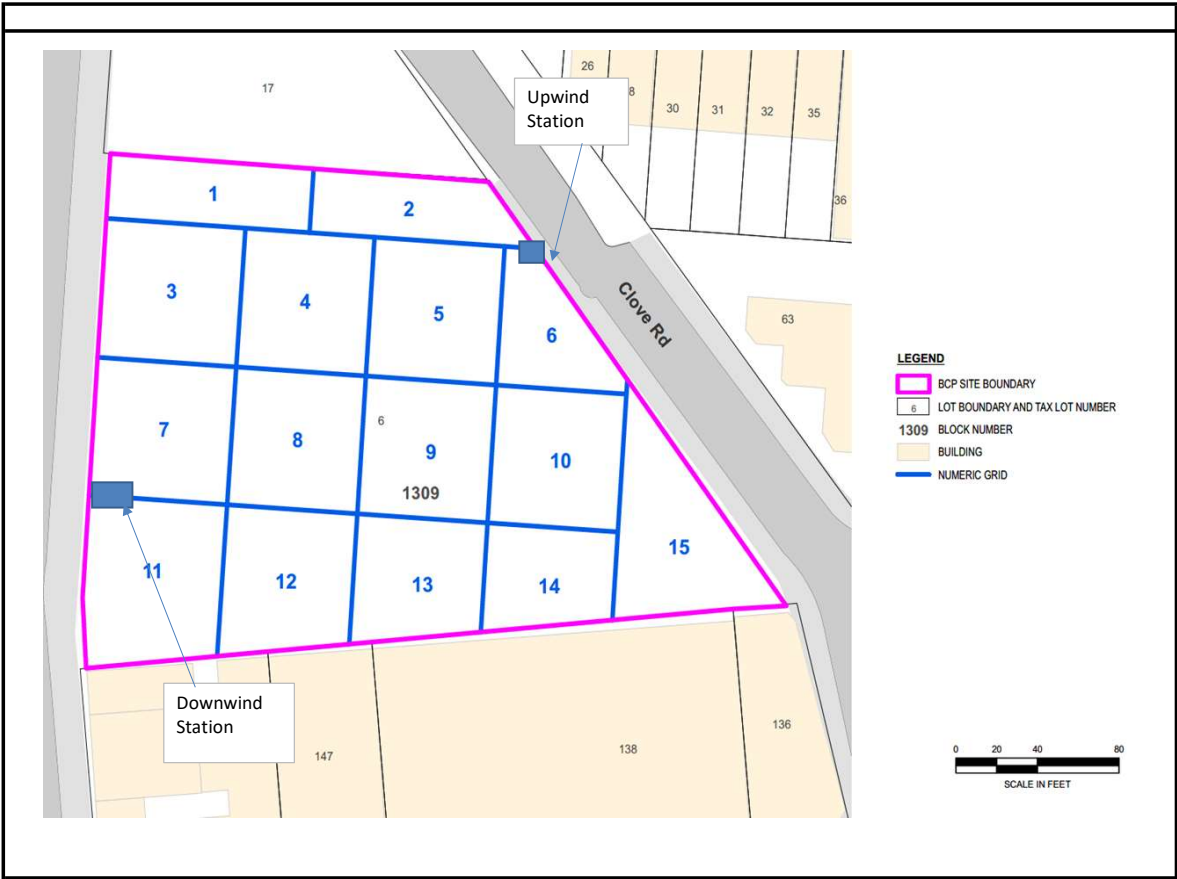 26
8
30
31
32
35
36
17
Upwind
Station
1
2
3
4
5
6
Clove Rd
63
7
8
6
9
1309
10
11
12
13
14
15
Downwind
Station
147
138
136
LEGEND
BCP SITE BOUNDARY
6 LOT BOUNDARY AND TAX LOT NUMBER
1309 BLOCK NUMBER
BUILDING
NUMERIC GRID
0 20 40 80
SCALE IN FEET